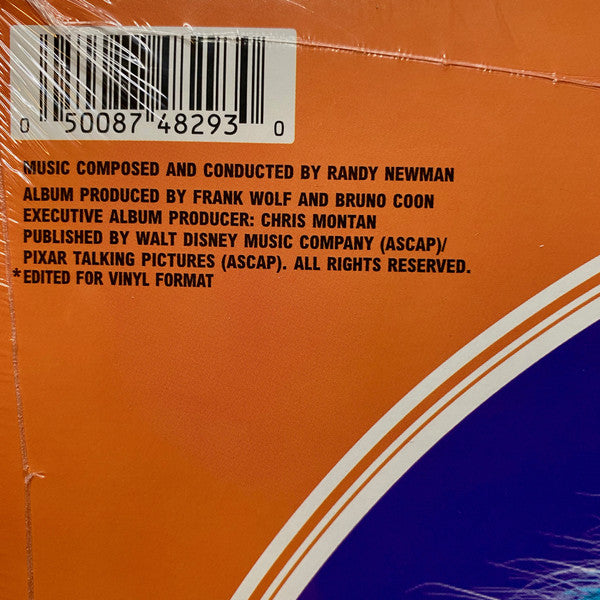 0 50087 48293 0
MUSIC COMPOSED AND CONDUCTED BY RANDY NEWMAN
ALBUM PRODUCED BY FRANK WOLF AND BRUNO COON
EXECUTIVE ALBUM PRODUCER: CHRIS MONTAN
PUBLISHED BY WALT DISNEY MUSIC COMPANY (ASCAP)/
PIXAR TALKING PICTURES (ASCAP). ALL RIGHTS RESERVED.
*EDITED FOR VINYL FORMAT